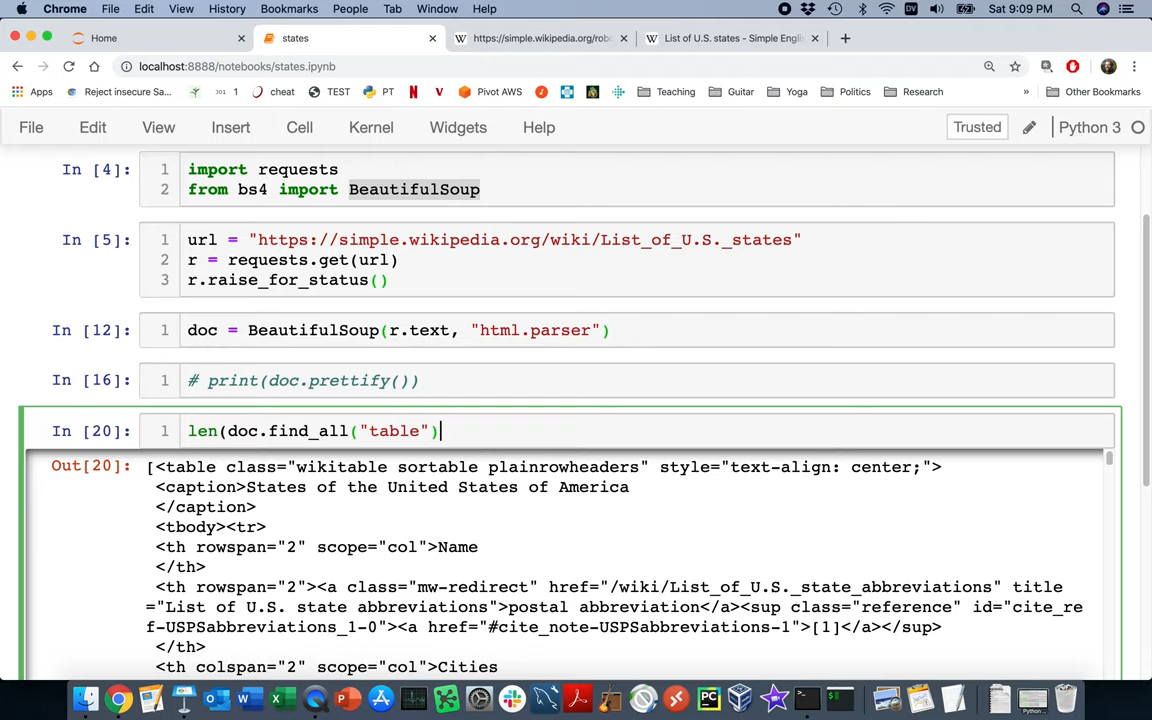 Chrome File Edit View History Bookmarks People Tab Window Help DV Sat 9:09 PM
Home states https://simple.wikipedia.org/rob List of U.S. states - Simple Engli
localhost:8888/notebooks/states.ipynb
Apps Reject insecure Sa... 301 1 cheat TEST PT Pivot AWS Teaching Guitar Yoga Politics Research » Other Bookmarks
File Edit View Insert Cell Kernel Widgets Help Trusted Python 3
In [4]: 1 import requests
2 from bs4 import BeautifulSoup
In [5]: 1 url = "https://simple.wikipedia.org/wiki/List_of_U.S._states"
2 r = requests.get(url)
3 r.raise_for_status()
In [12]: 1 doc = BeautifulSoup(r.text, "html.parser")
In [16]: 1 # print(doc.prettify())
In [20]: 1 len(doc.find_all("table")
Out[20]: [<table class="wikitable sortable plainrowheaders" style="text-align: center;">
<caption>States of the United States of America
</caption>
<tbody><tr>
<th rowspan="2" scope="col">Name
</th>
<th rowspan="2"><a class="mw-redirect" href="/wiki/List_of_U.S._state_abbreviations" title
="List of U.S. state abbreviations">postal abbreviation</a><sup class="reference" id="cite_re
f-USPSabbreviations_1-0"><a href="#cite_note-USPSabbreviations-1">[1]</a></sup>
</th>
<th colspan="2" scope="col">Cities